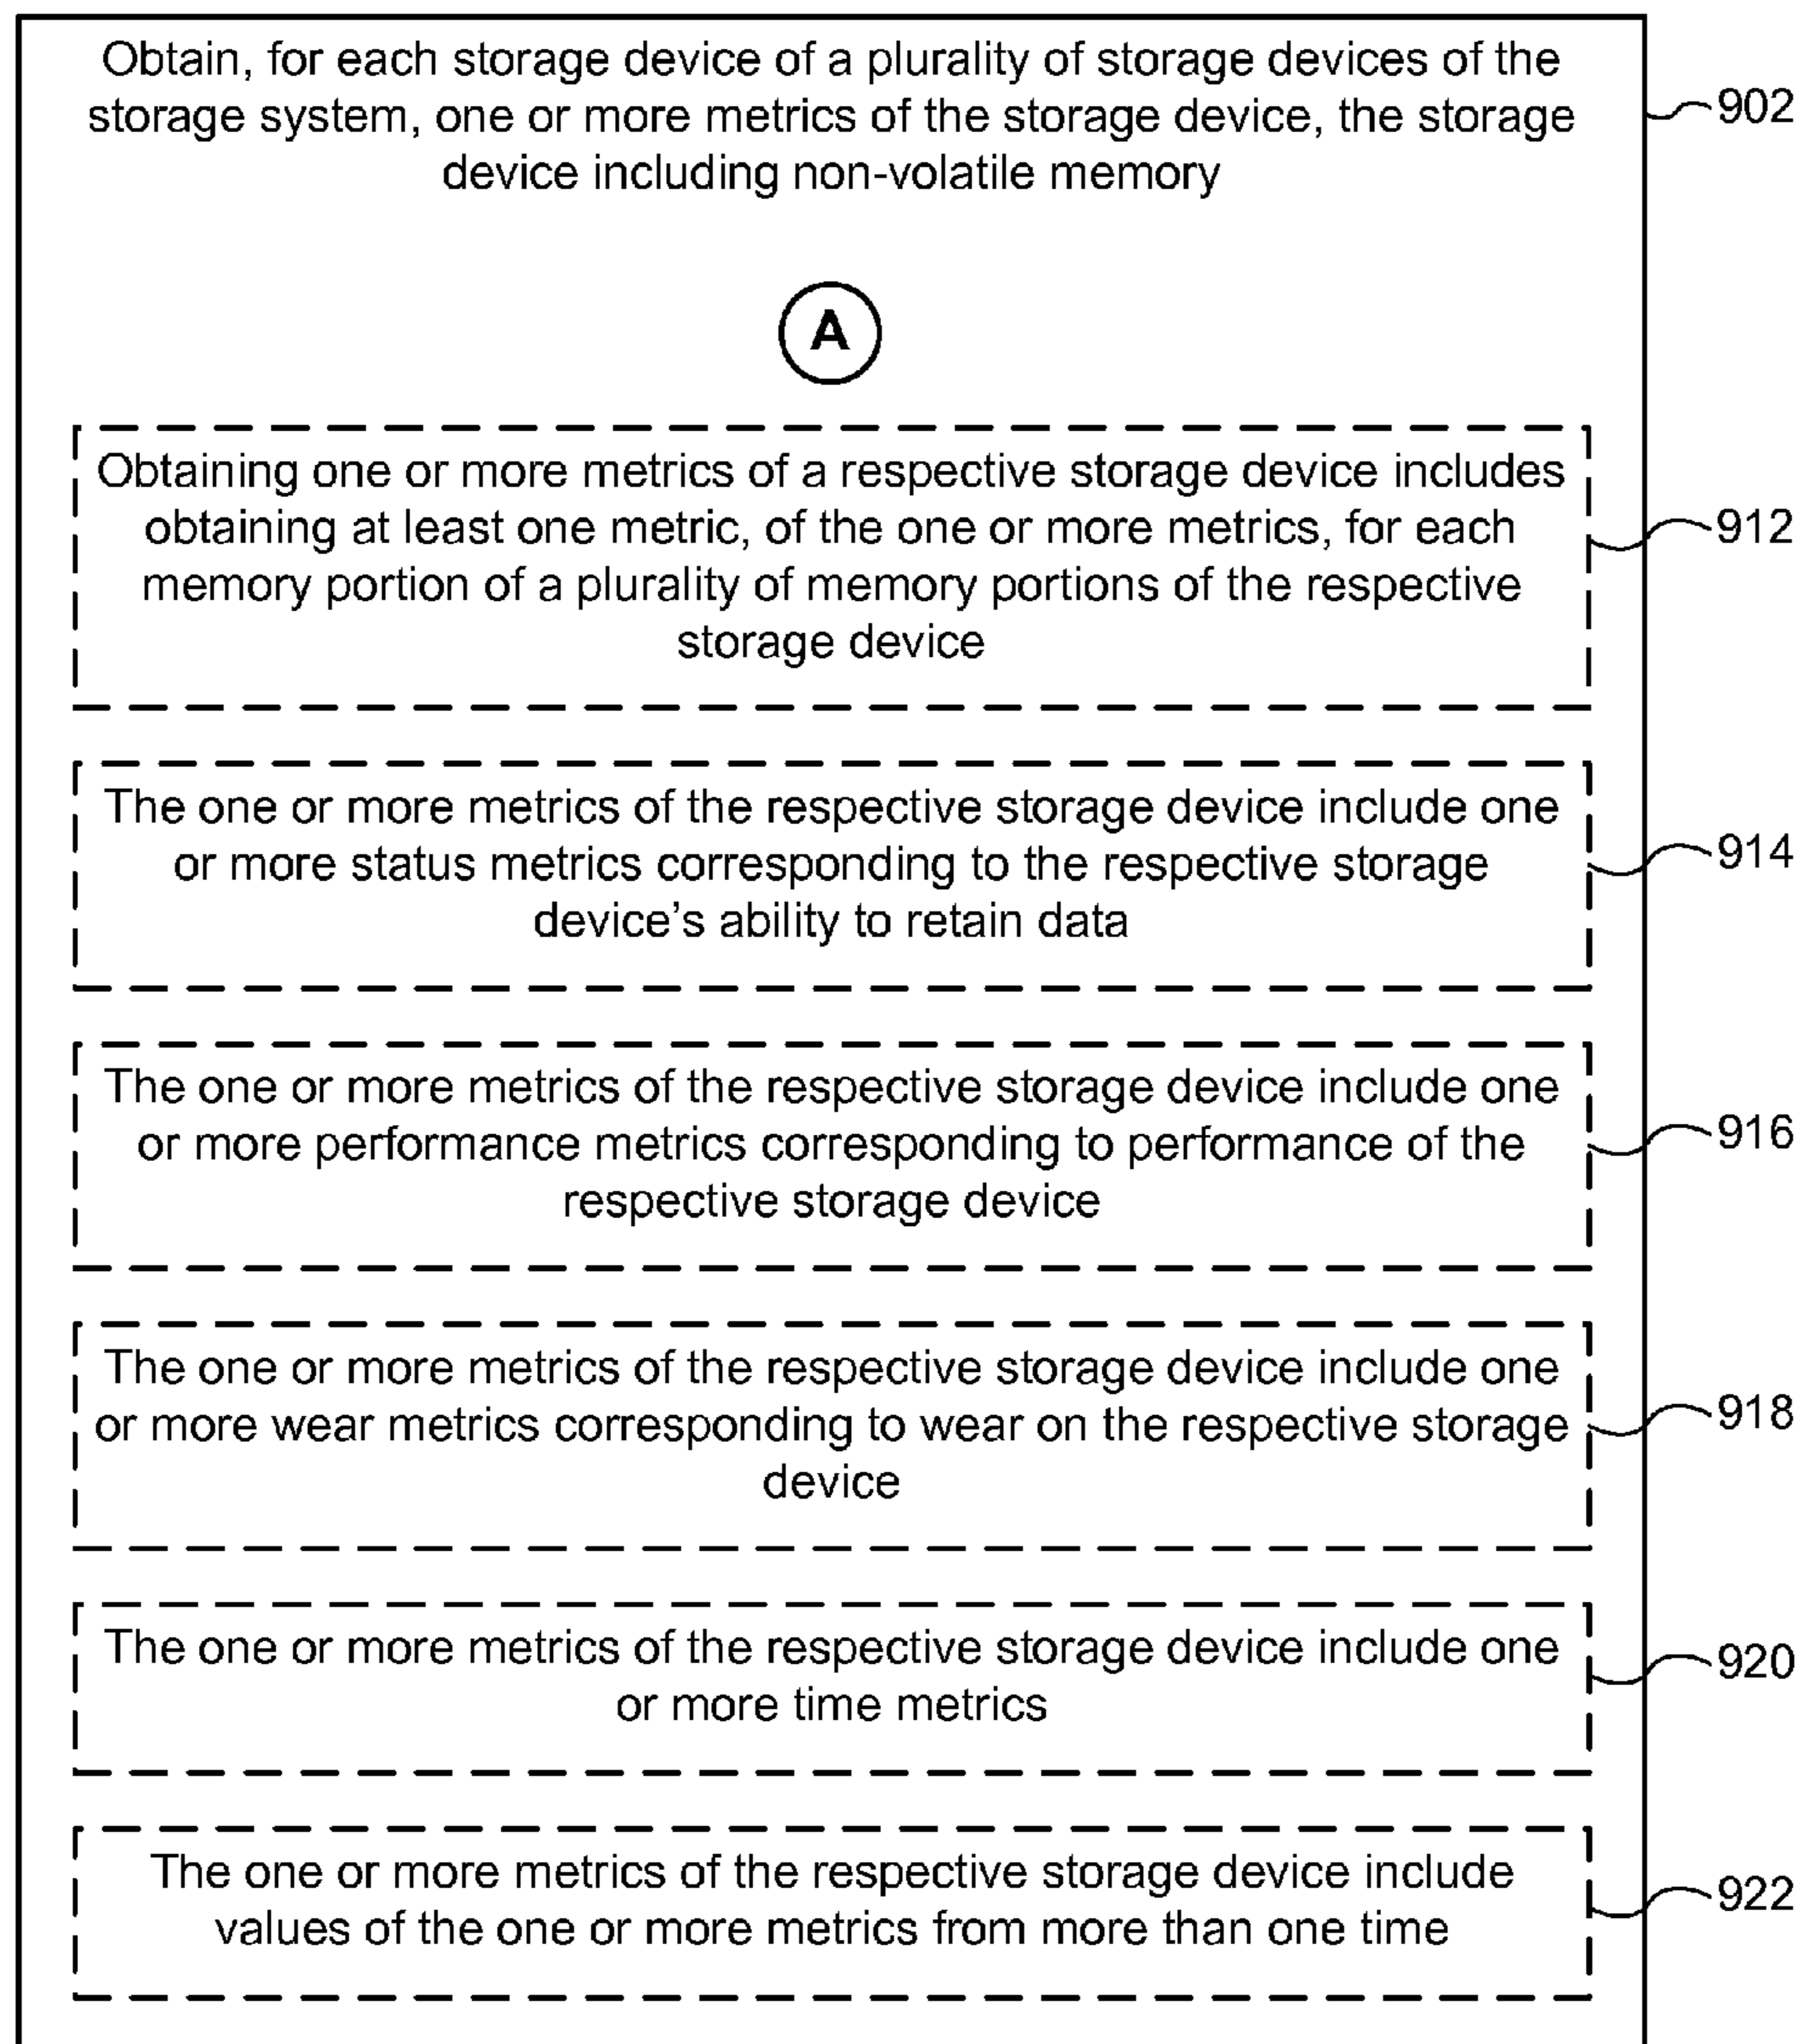 Obtain, for each storage device of a plurality of storage devices of the
storage system, one or more metrics of the storage device, the storage
device including non-volatile memory
902
A
Obtaining one or more metrics of a respective storage device includes
obtaining at least one metric, of the one or more metrics, for each
memory portion of a plurality of memory portions of the respective
storage device
912
The one or more metrics of the respective storage device include one
or more status metrics corresponding to the respective storage
device’s ability to retain data
914
The one or more metrics of the respective storage device include one
or more performance metrics corresponding to performance of the
respective storage device
916
The one or more metrics of the respective storage device include one
or more wear metrics corresponding to wear on the respective storage
device
918
The one or more metrics of the respective storage device include one
or more time metrics
920
The one or more metrics of the respective storage device include
values of the one or more metrics from more than one time
922